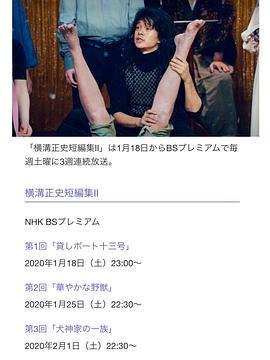 「横溝正史短編集II」は1月18日からBSプレミアムで毎
週土曜に3週連続放送。
横溝正史短編集II
NHK BSプレミアム
第1回「貸しボート十三号」
2020年1月18日（土）23:00〜
第2回「華やかな野獣」
2020年1月25日（土）22:30〜
第3回「犬神家の一族」
2020年2月1日（土）22:30〜